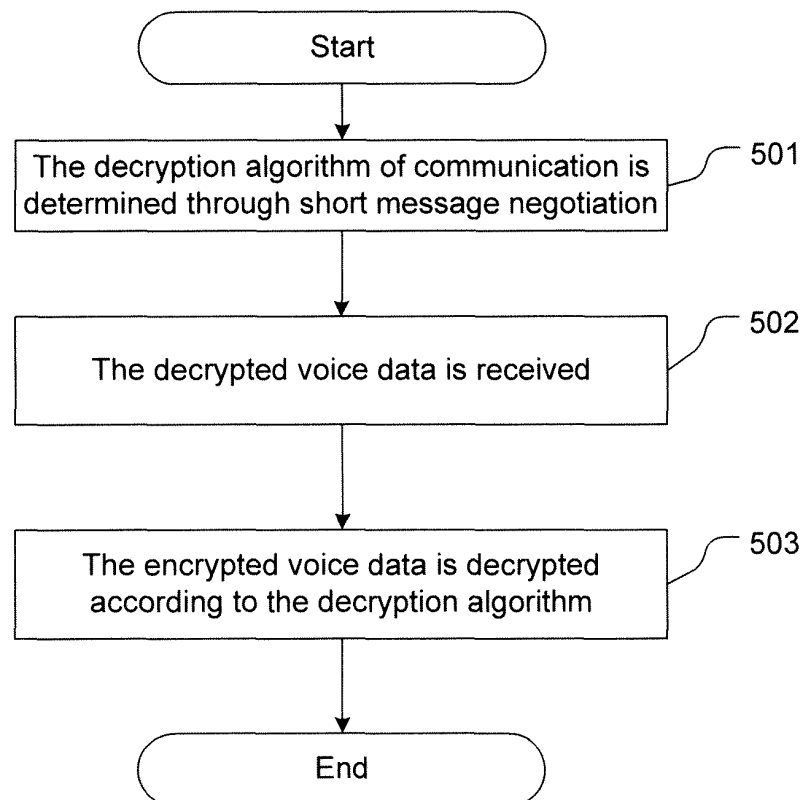 Start
The decryption algorithm of communication is
determined through short message negotiation
501
The decrypted voice data is received
502
The encrypted voice data is decrypted
according to the decryption algorithm
503
End